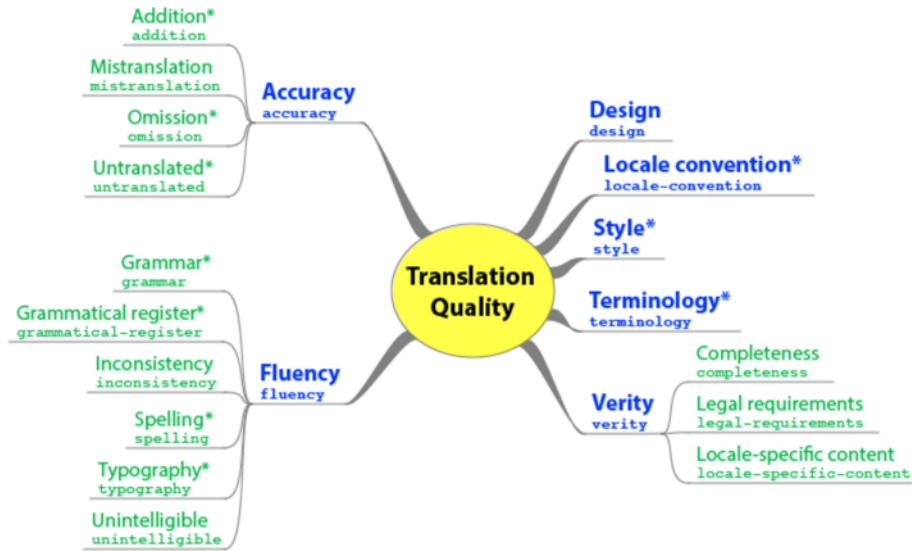 Addition*
addition
Mistranslation
mistranslation
Omission*
omission
Untranslated*
untranslated
Accuracy
accuracy
Grammar*
grammar
Grammatical register*
grammatical-register
Inconsistency
inconsistency
Spelling*
spelling
Typography*
typography
Unintelligible
unintelligible
Fluency
fluency
Translation
Quality
Design
design
Locale convention*
locale-convention
Style*
style
Terminology*
terminology
Verity
verity
Completeness
completeness
Legal requirements
legal-requirements
Locale-specific content
locale-specific-content